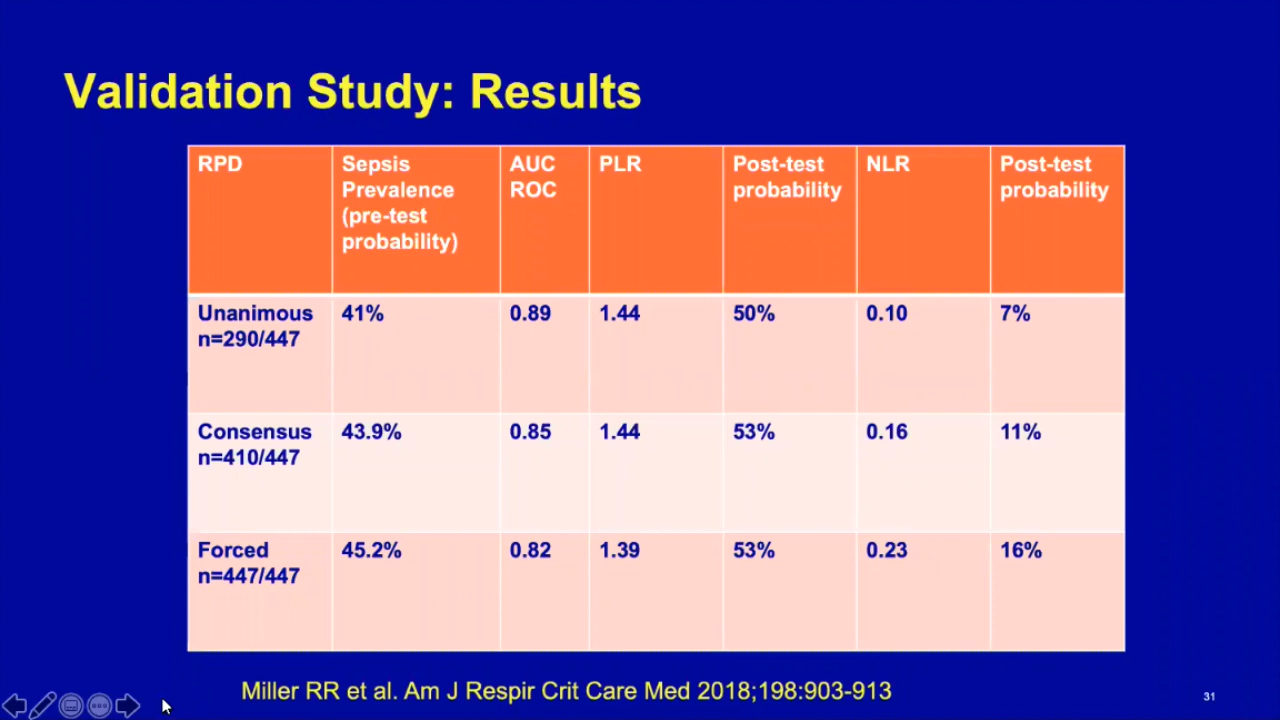 Validation Study: Results
RPD
Sepsis
Prevalence
(pre-test
probability)
AUC
ROC
PLR
Post-test
probability
NLR
Post-test
probability
Unanimous
n=290/447
41%
0.89
1.44
50%
0.10
7%
Consensus
n=410/447
43.9%
0.85
1.44
53%
0.16
11%
Forced
n=447/447
45.2%
0.82
1.39
53%
0.23
16%
Miller RR et al. Am J Respir Crit Care Med 2018;198:903-913
31